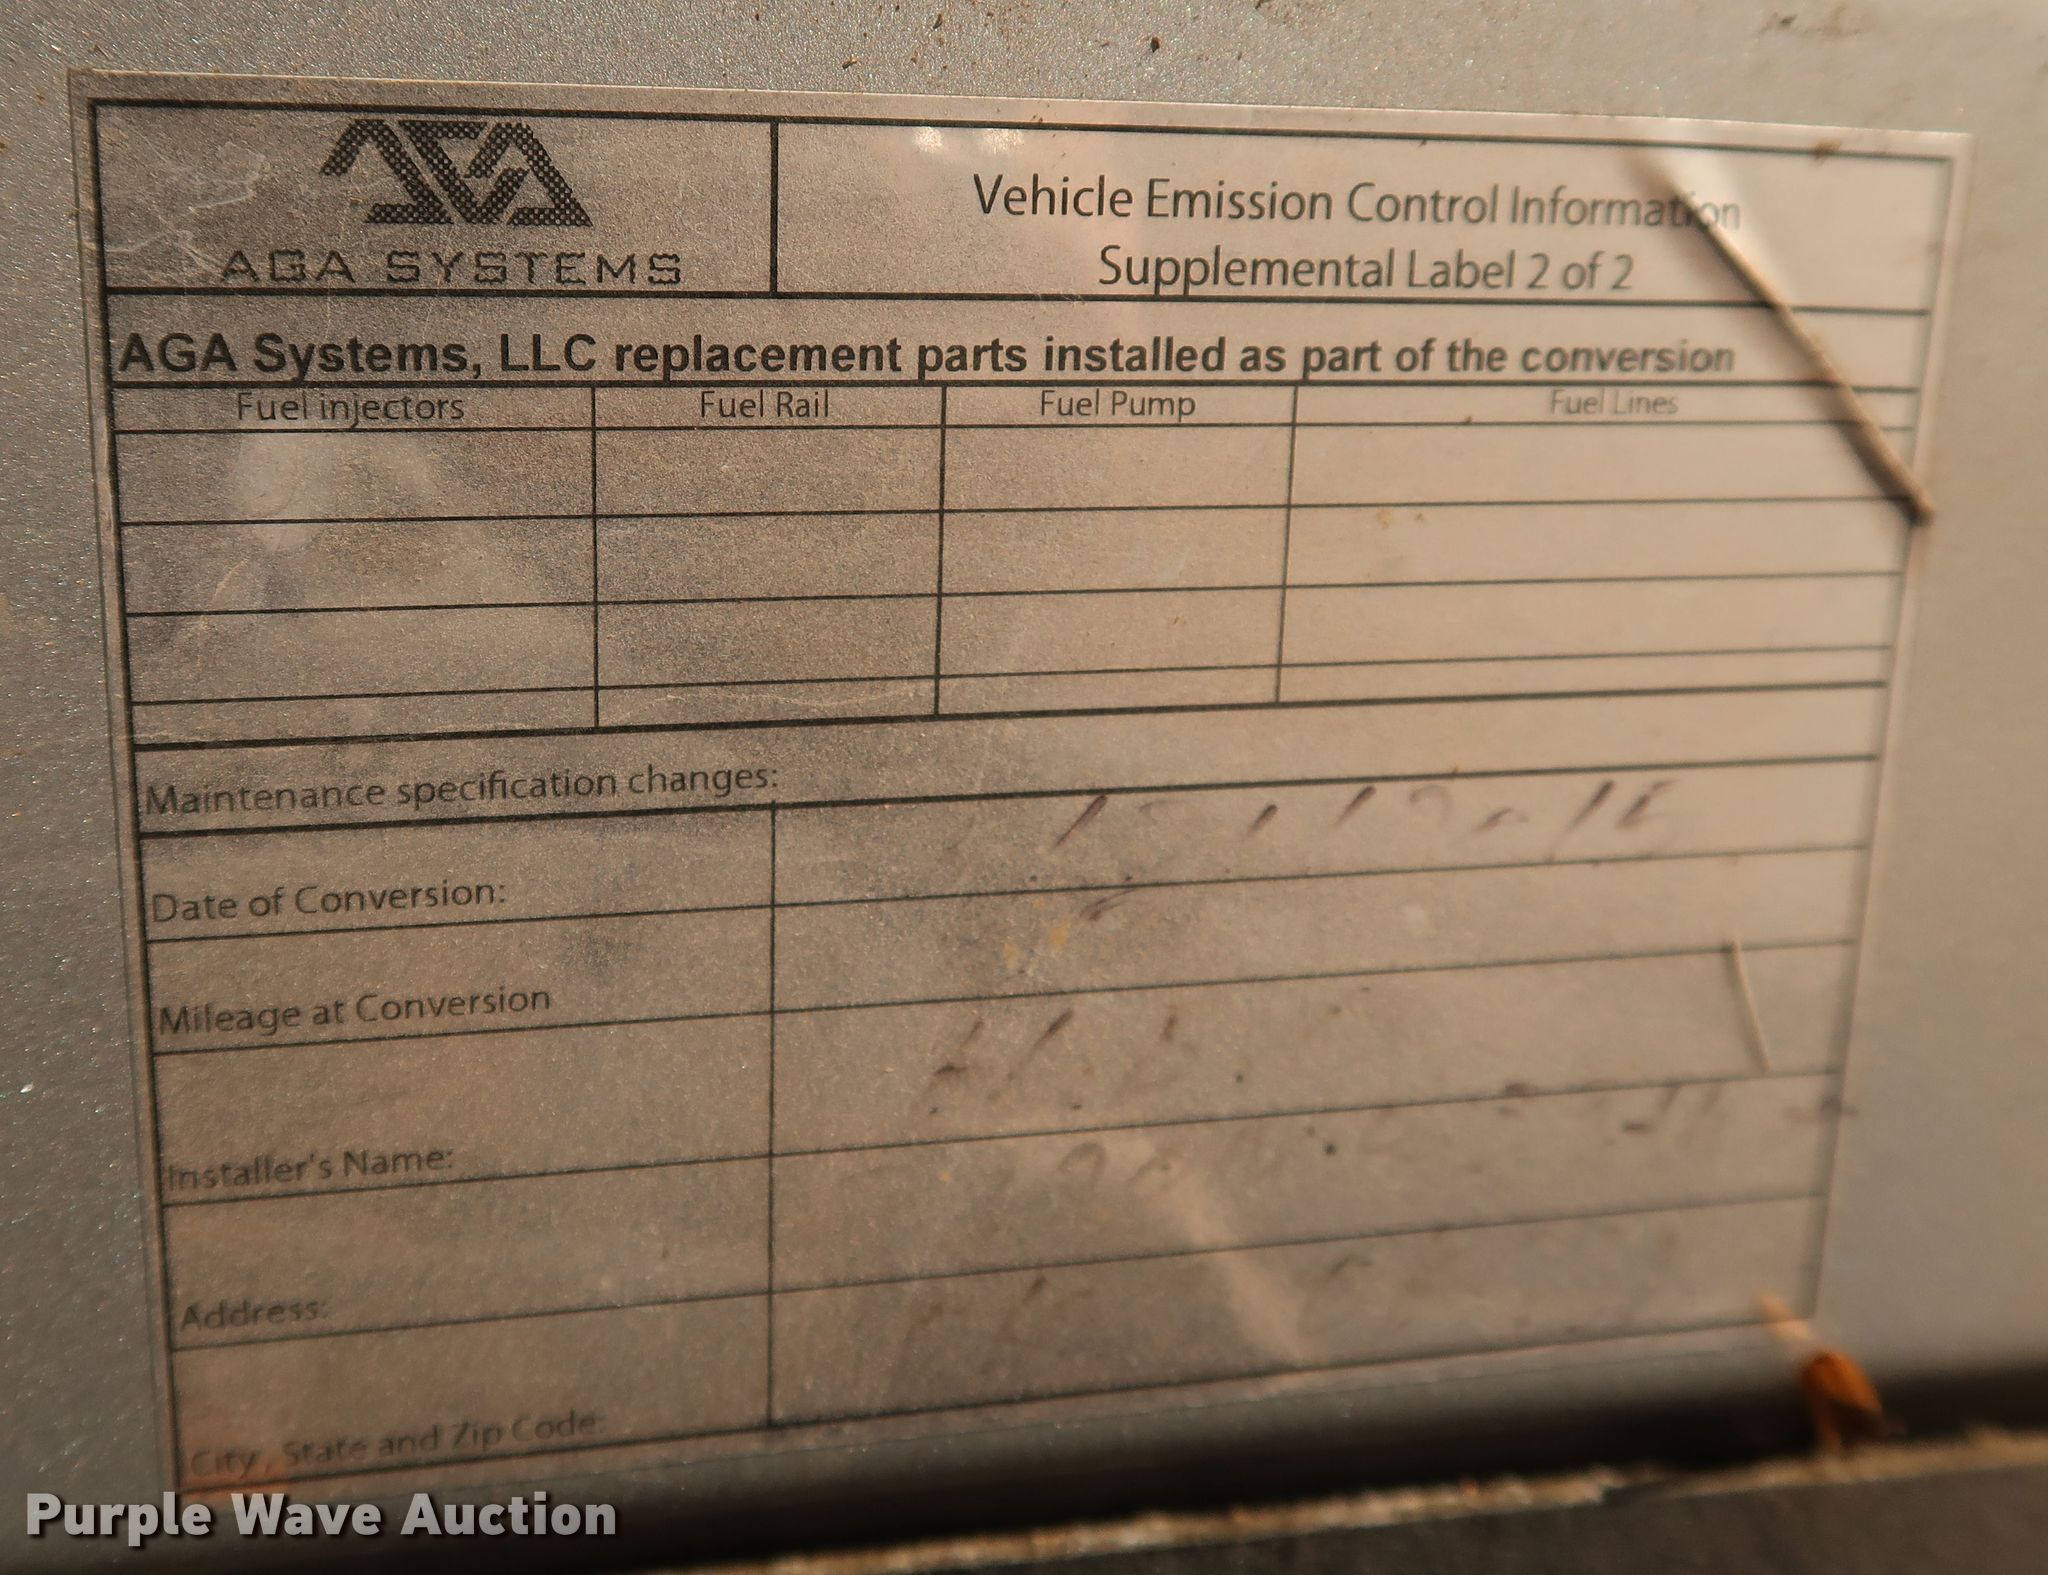 AGA SYSTEMS
Vehicle Emission Control Information
Supplemental Label 2 of 2
AGA Systems, LLC replacement parts installed as part of the conversion
Fuel injectors Fuel Rail Fuel Pump Fuel Lines
Maintenance specification changes:
Date of Conversion:
Mileage at Conversion
Installer's Name:
Address:
City, State and Zip Code:
Purple Wave Auction